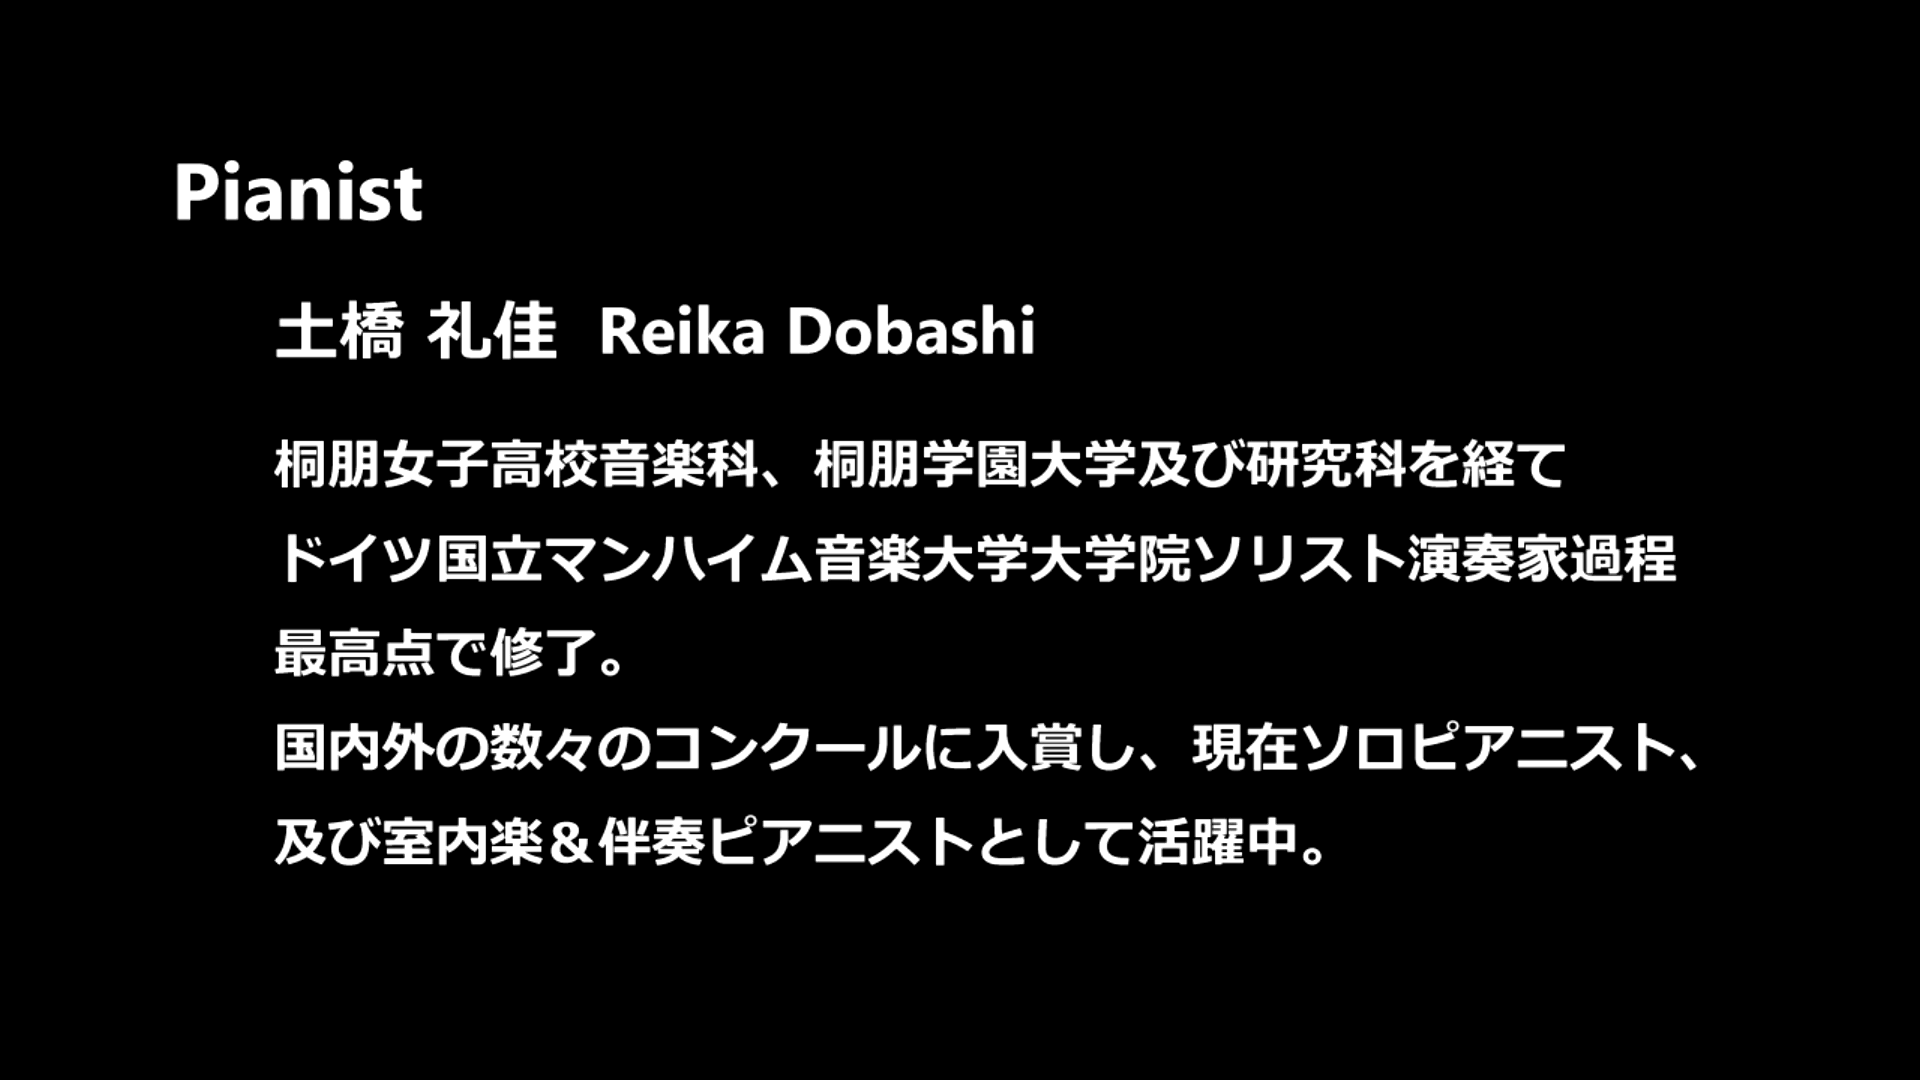 Pianist
土橋 礼佳 Reika Dobashi
桐朋女子高校音楽科、桐朋学園大学及び研究科を経て
ドイツ国立マンハイム音楽大学大学院ソリスト演奏家過程
最高点で修了。
国内外の数々のコンクールに入賞し、現在ソロピアニスト、
及び室内楽＆伴奏ピアニストとして活躍中。